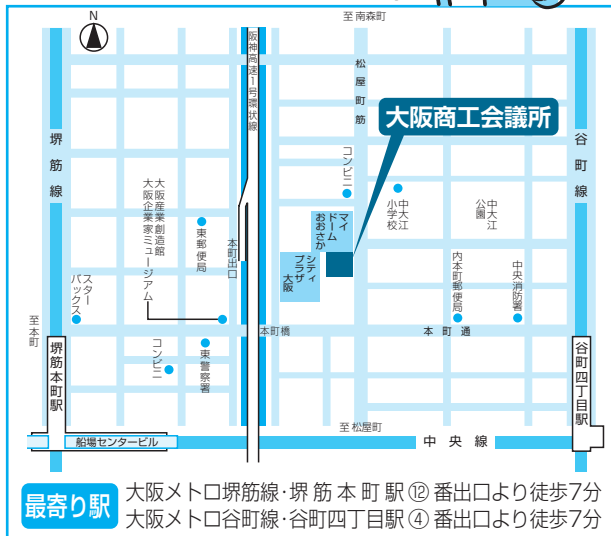 至南森町
N
阪神高速1号環状線
松屋町筋
大阪商工会議所
堺筋線
谷町線
コンビニ
中大江
小学校
中大江
公園
マイ
ドーム
おおさか
シティ
プラザ
大阪
大阪産業創造館
大阪企業家ミュージアム
東郵便局
本町出口
内本町郵便局
中央消防署
スター
バックス
至本町
本町橋
本町通
コンビニ
東警察署
堺筋本町駅
谷町四丁目駅
至松屋町
船場センタービル
中央線
最寄り駅
大阪メトロ堺筋線・堺筋本町駅⑫番出口より徒歩7分
大阪メトロ谷町線・谷町四丁目駅④番出口より徒歩7分